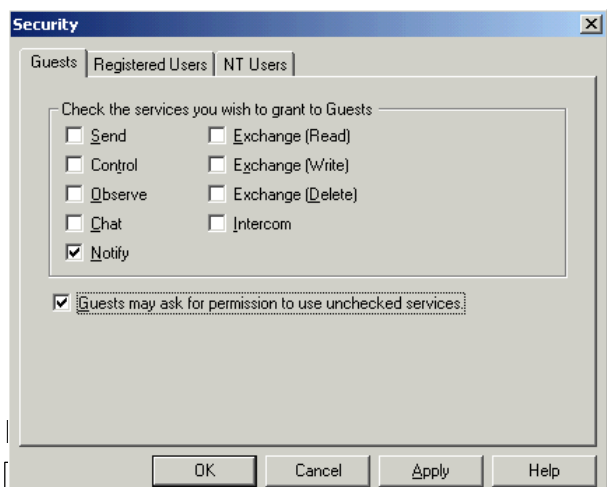 Security
Guests Registered Users NT Users
Check the services you wish to grant to Guests
Send Exchange (Read)
Control Exchange (Write)
Observe Exchange (Delete)
Chat Intercom
Notify
Guests may ask for permission to use unchecked services.
OK Cancel Apply Help